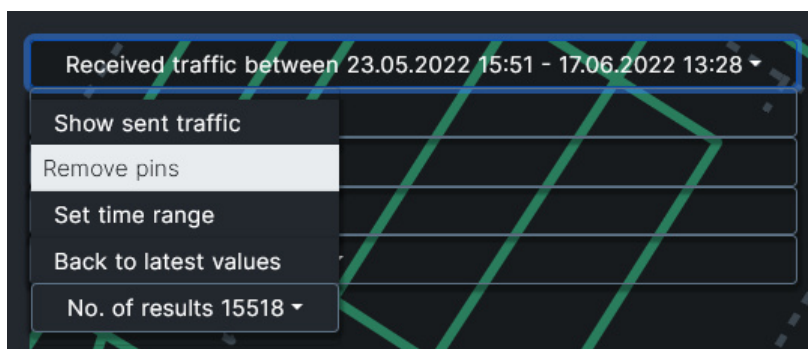 Received traffic between 23.05.2022 15:51 - 17.06.2022 13:28
Show sent traffic
Remove pins
Set time range
Back to latest values
No. of results 15518